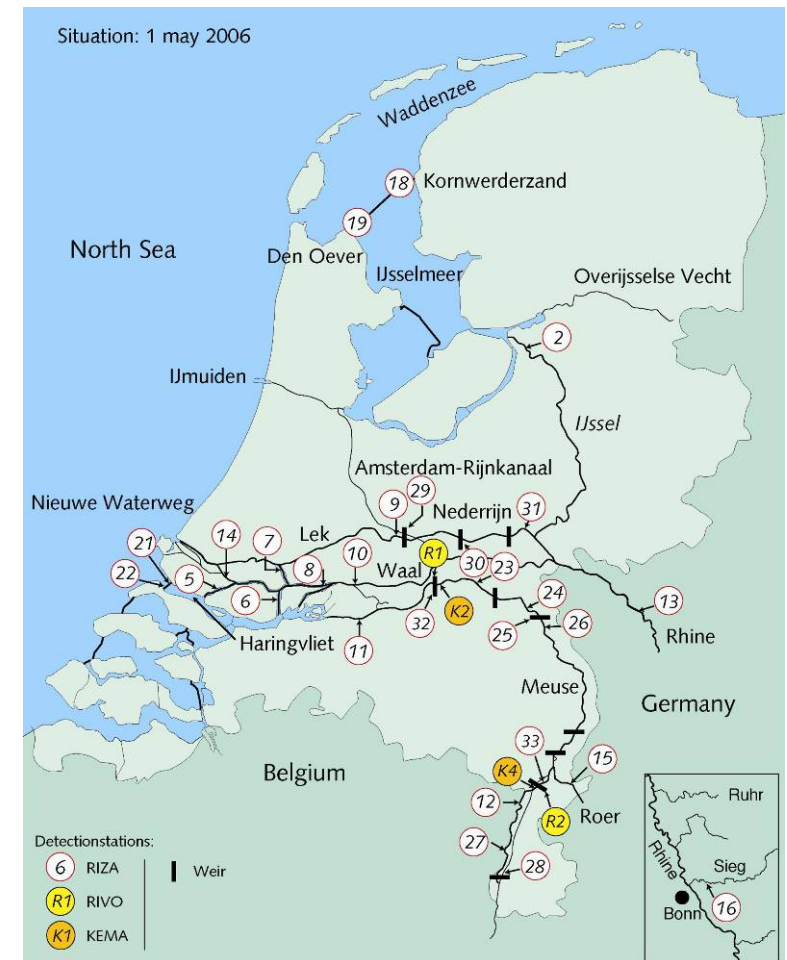 Situation: 1 may 2006
Waddenzee
18
Kornwerderzand
19
North Sea
Den Oever
IJsselmeer
Overijsselse Vecht
2
IJmuiden
IJssel
Amsterdam-Rijnkanaal
Nieuwe Waterweg
9
29
Nederrijn
31
21
14
7
Lek
22
5
8
10
Waal
R1
30
23
6
24
13
Haringvliet
11
32
K2
25
26
Rhine
Meuse
Germany
33
15
Belgium
K4
12
R2
Roer
27
28
Detectionstations:
6 RIZA
Weir
R1 RIVO
K1 KEMA
Ruhr
Rhine
Sieg
16
Bonn